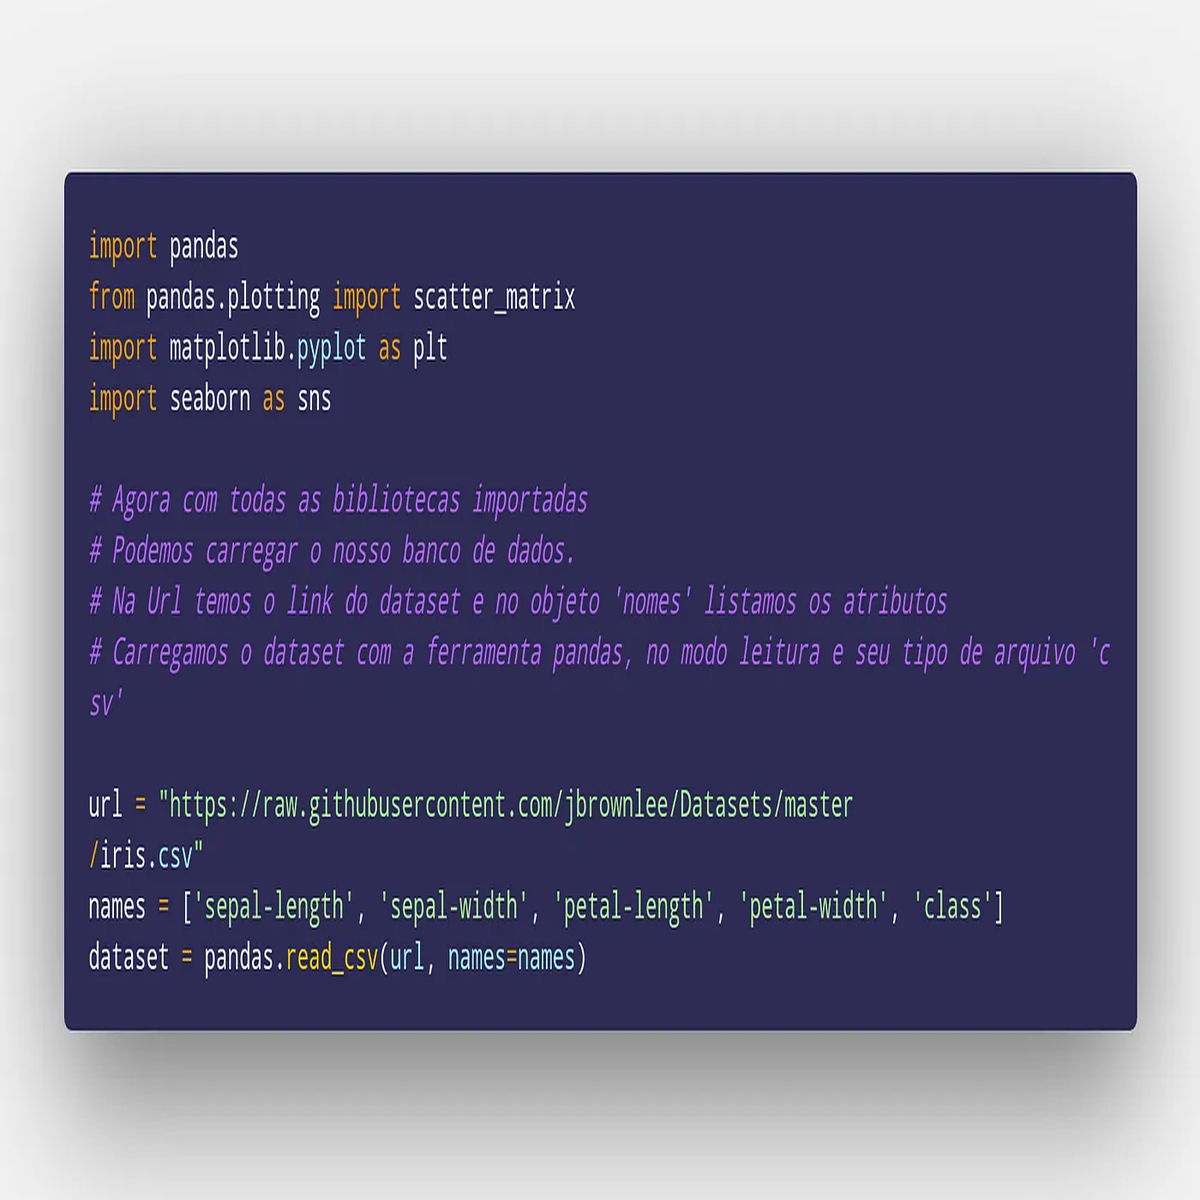 import pandas
from pandas.plotting import scatter_matrix
import matplotlib.pyplot as plt
import seaborn as sns
# Agora com todas as bibliotecas importadas
# Podemos carregar o nosso banco de dados.
# Na Url temos o link do dataset e no objeto 'nomes' listamos os atributos
# Carregamos o dataset com a ferramenta pandas, no modo leitura e seu tipo de arquivo 'c
sv'
url = "https://raw.githubusercontent.com/jbrownlee/Datasets/master
/iris.csv"
names = ['sepal-length', 'sepal-width', 'petal-length', 'petal-width', 'class']
dataset = pandas.read_csv(url, names=names)